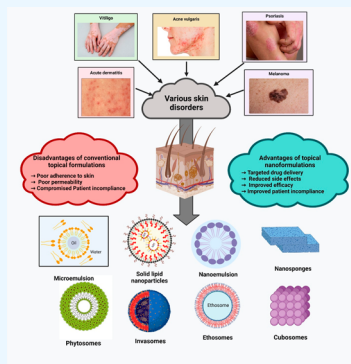 Vitiligo
Acne vulgaris
Psoriasis
Acute dermatitis
Melanoma
Various skin
disorders
Disadvantages of conventional
topical formulations
→ Poor adherence to skin
→ Poor permeability
→ Compromised Patient incompliance
Advantages of topical
nanoformulations
→ Targeted drug delivery
→ Reduced side effects
→ Improved efficacy
→ Improved patient incompliance
Oil
Water
Microemulsion
Solid lipid
nanoparticles
Nanoemulsion
Nanosponges
Ethosome
Phytosomes
Invasomes
Ethosomes
Cubosomes